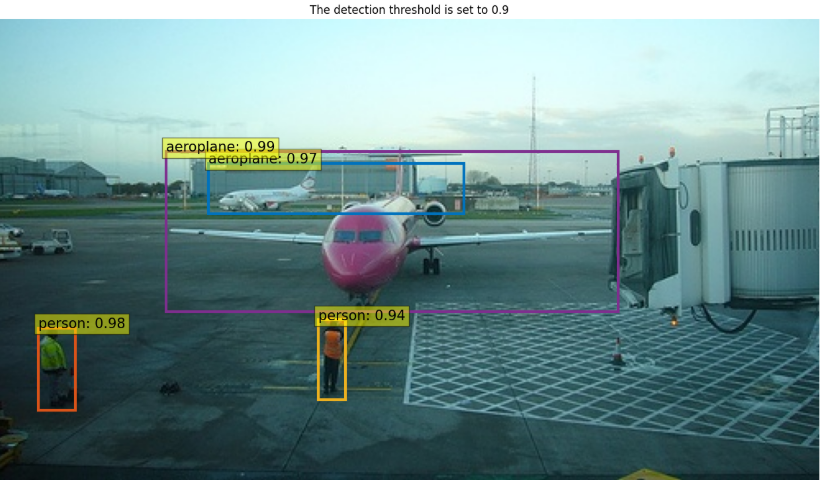 The detection threshold is set to 0.9
aeroplane: 0.99
aeroplane: 0.97
person: 0.98
person: 0.94